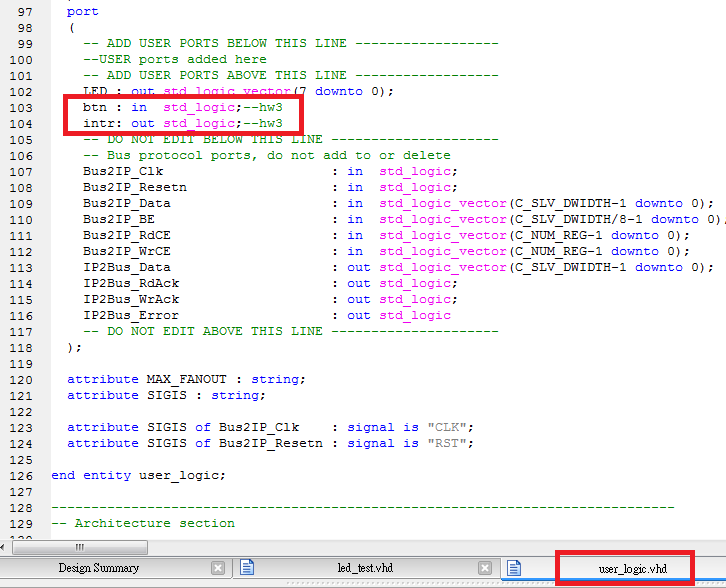 97 port
98 (
99 -- ADD USER PORTS BELOW THIS LINE ------------------
100 --USER ports added here
101 -- ADD USER PORTS ABOVE THIS LINE ------------------
102 LED : out std_logic_vector(7 downto 0);
103 btn : in  std_logic;--hw3
104 intr: out std_logic;--hw3
105 -- DO NOT EDIT BELOW THIS LINE ---------------------
106 -- Bus protocol ports, do not add to or delete
107 Bus2IP_Clk                     : in  std_logic;
108 Bus2IP_Resetn                  : in  std_logic;
109 Bus2IP_Data                    : in  std_logic_vector(C_SLV_DWIDTH-1 downto 0);
110 Bus2IP_BE                      : in  std_logic_vector(C_SLV_DWIDTH/8-1 downto 0)
111 Bus2IP_RdCE                    : in  std_logic_vector(C_NUM_REG-1 downto 0);
112 Bus2IP_WrCE                    : in  std_logic_vector(C_NUM_REG-1 downto 0);
113 IP2Bus_Data                    : out std_logic_vector(C_SLV_DWIDTH-1 downto 0);
114 IP2Bus_RdAck                   : out std_logic;
115 IP2Bus_WrAck                   : out std_logic;
116 IP2Bus_Error                   : out std_logic
117 -- DO NOT EDIT ABOVE THIS LINE ---------------------
118 );
119
120 attribute MAX_FANOUT : string;
121 attribute SIGIS : string;
122
123 attribute SIGIS of Bus2IP_Clk    : signal is "CLK";
124 attribute SIGIS of Bus2IP_Resetn : signal is "RST";
125
126 end entity user_logic;
127
128 ------------------------------------------------------------------------------
129 -- Architecture section
Design Summary led_test.vhd user_logic.vhd